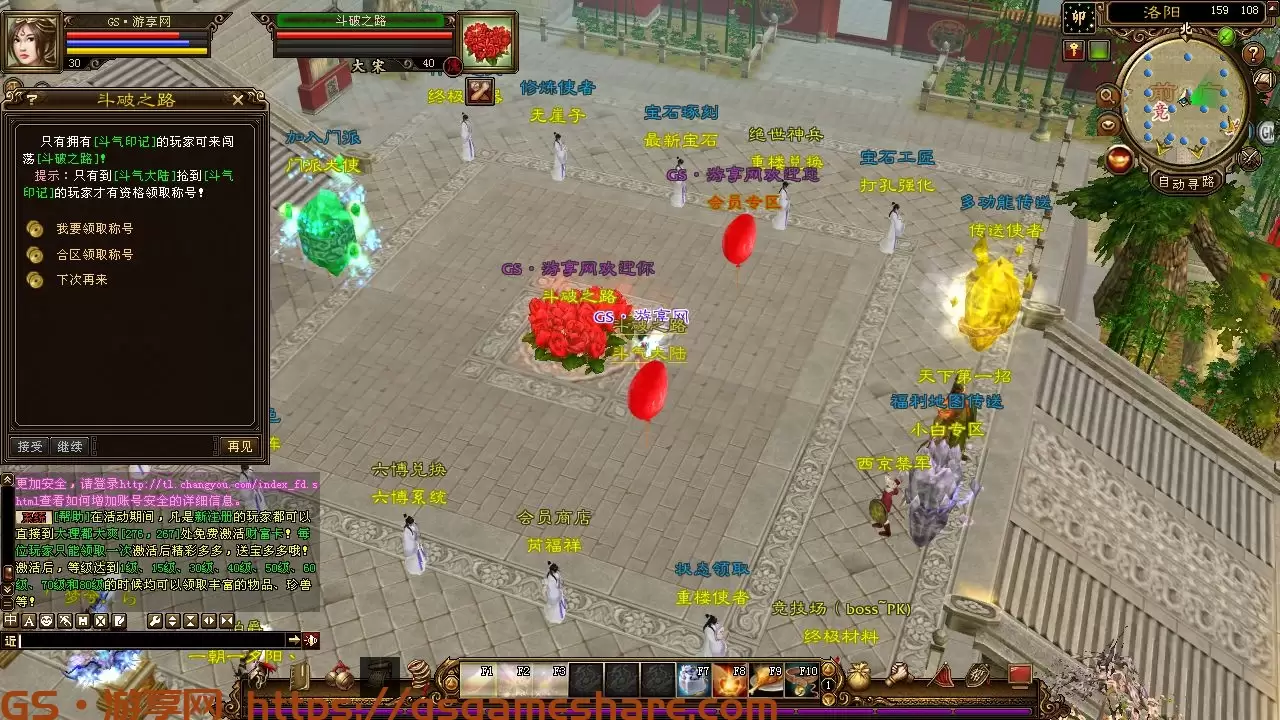 GS·游享网
30
斗破之路
大宋
40
洛阳
159 108
北
卯
自动寻路
斗破之路
只有拥有[斗气印记]的玩家可来闯
荡[斗破之路]!
提示：只有到[斗气大陆]抢到[斗气
印记]的玩家才有资格领取称号!
我要领取称号
合区领取称号
下次再来
接受
继续
再见
加入门派
门派大使
修炼使者
无崖子
宝石琢刻
最新宝石
绝世神兵
重楼兑换
GS·游享网欢迎您
会员专区
宝石工匠
打孔强化
多功能传送
传送使者
GS·游享网欢迎你
斗破之路
GS·游享网
斗破之路
斗气大陆
天下第一招
福利地图传送
小白专区
西京禁军
六博兑换
六博系统
会员商店
芮福祥
状态领取
重楼使者
竞技场（boss~PK)
终极材料
更加安全，请登录http://tl.changyou.com/index_fd.s
html查看如何增加账号安全的详细信息。
[帮助]在活动期间，凡是新注册的玩家都可以
直接到大理都大爽[276，267]处免费激活财富卡! 每
位玩家只能领取一次激活后精彩多多，送宝多多哦!
激活后，等级达到1级、15级、30级、40级、50级、60
级、70级和80级的时候均可以领取丰富的物品、珍兽
等!
近
一朝一夕阳、
F1
F2
F3
F7
F8
F9
F10
GS·游享网 https://gsgameshare.com